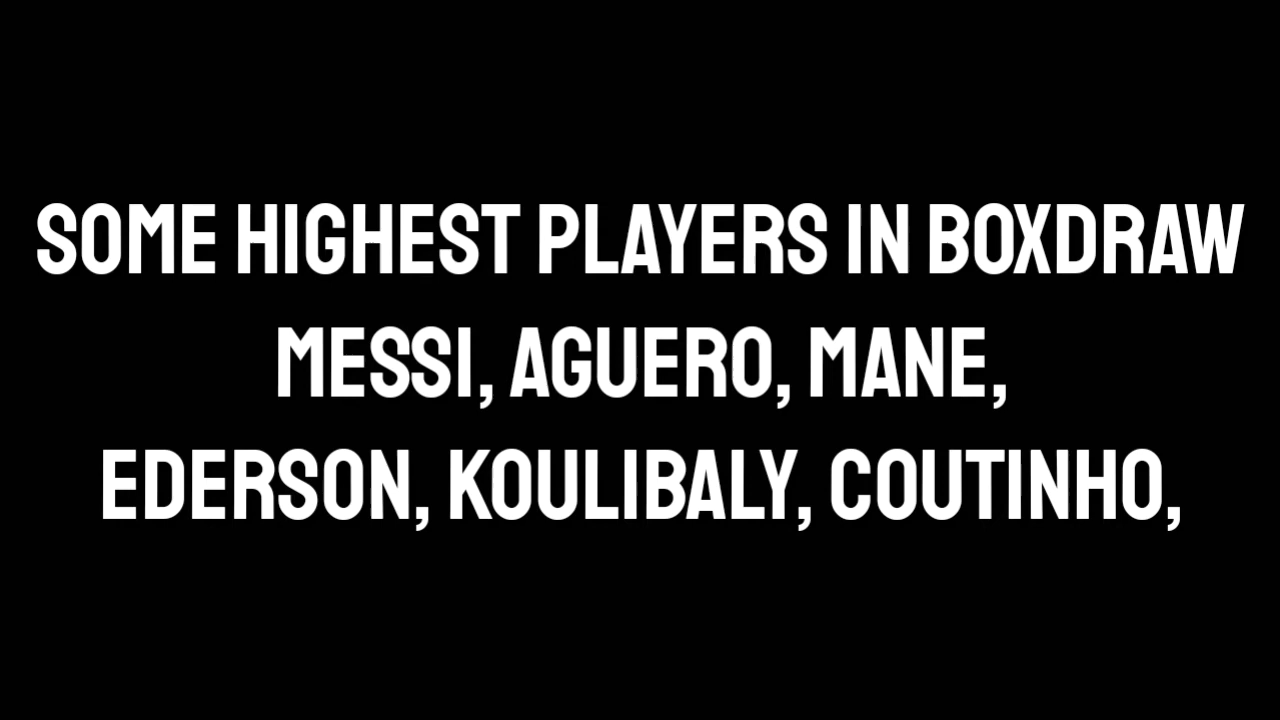 SOME HIGHEST PLAYERS IN BOXDRAW
MESSI, AGUERO, MANE,
EDERSON, KOULIBALY, COUTINHO,